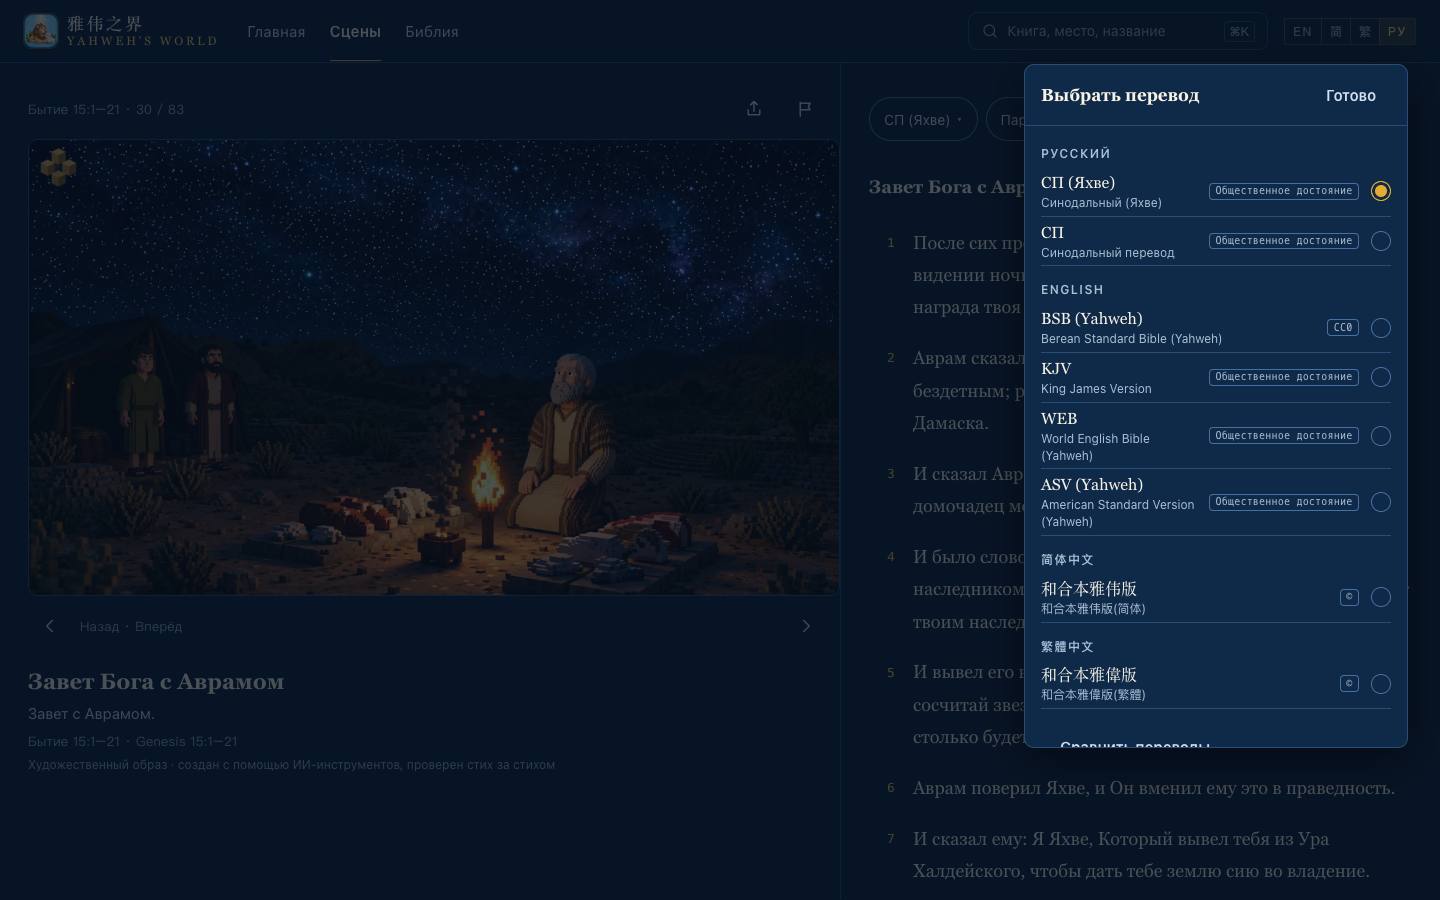 雅伟之界
YAHWEH'S WORLD
Главная
Сцены
Библия
Книга, место, название
⌘K
EN
简
繁
РУ
Бытие 15:1—21 · 30 / 83
Назад · Вперёд
Завет Бога с Аврамом
Завет с Аврамом.
Бытие 15:1—21 · Genesis 15:1—21
Художественный образ · создан с помощью ИИ-инструментов, проверен стих за стихом
СП (Яхве)
Завет Бога с
1 После сих
видении
награда твоя
2 Аврам сказал
бездетным;
Дамаска.
3 И сказал
домочадец
4 И было слово
наследником
твоим
5 И вывел его
сосчитай
столько
6 Аврам поверил Яхве, и Он вменил ему это в праведность.
7 И сказал ему: Я Яхве, Который вывел тебя из Ура
Халдейского, чтобы дать тебе землю сию во владение.
Выбрать перевод
Готово
РУССКИЙ
СП (Яхве)
Синодальный (Яхве)
Общественное достояние
СП
Синодальный перевод
Общественное достояние
ENGLISH
BSB (Yahweh)
Berean Standard Bible (Yahweh)
CC0
KJV
King James Version
Общественное достояние
WEB
World English Bible
(Yahweh)
Общественное достояние
ASV (Yahweh)
American Standard Version
(Yahweh)
Общественное достояние
简体中文
和合本雅伟版
和合本雅伟版(简体)
©
繁體中文
和合本雅偉版
和合本雅偉版(繁體)
©
Сравнить переводы